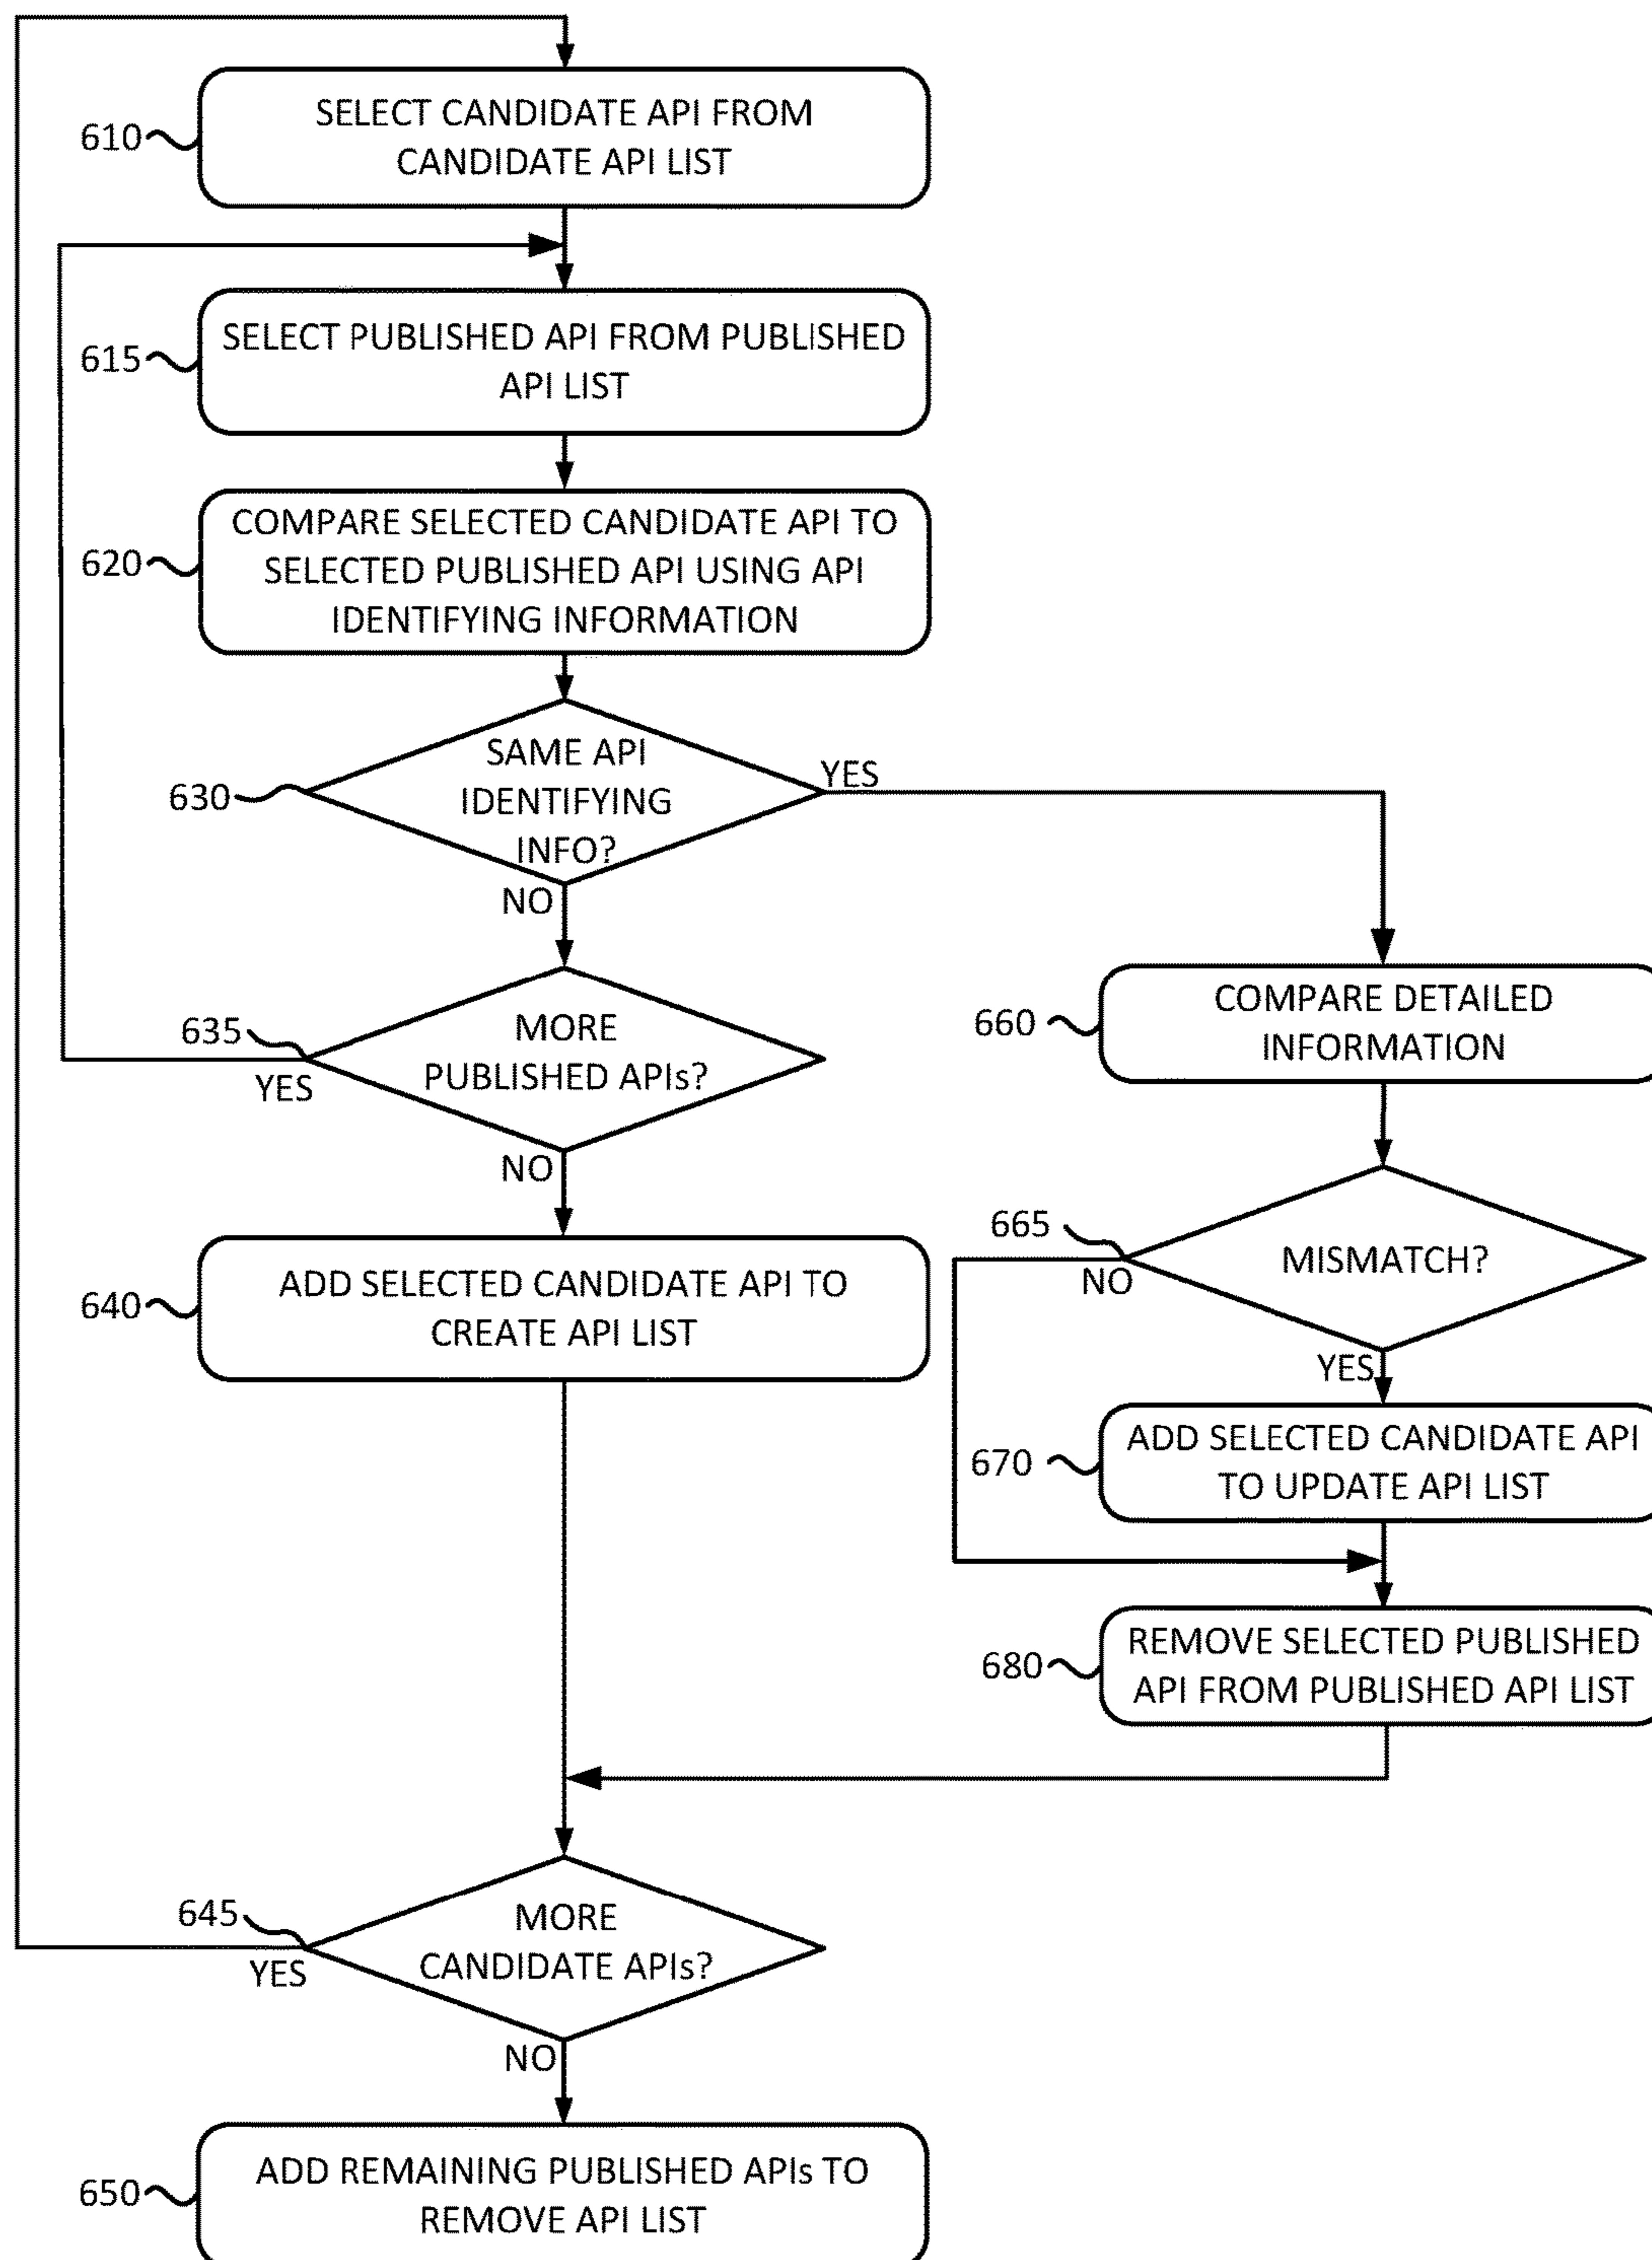 610
SELECT CANDIDATE API FROM
CANDIDATE API LIST
615
SELECT PUBLISHED API FROM PUBLISHED
API LIST
620
COMPARE SELECTED CANDIDATE API TO
SELECTED PUBLISHED API USING API
IDENTIFYING INFORMATION
630
SAME API
IDENTIFYING
INFO?
YES
NO
635
MORE
PUBLISHED APIs?
YES
NO
640
ADD SELECTED CANDIDATE API TO
CREATE API LIST
660
COMPARE DETAILED
INFORMATION
665
MISMATCH?
NO
YES
670
ADD SELECTED CANDIDATE API
TO UPDATE API LIST
680
REMOVE SELECTED PUBLISHED
API FROM PUBLISHED API LIST
645
MORE
CANDIDATE APIs?
YES
NO
650
ADD REMAINING PUBLISHED APIs TO
REMOVE API LIST